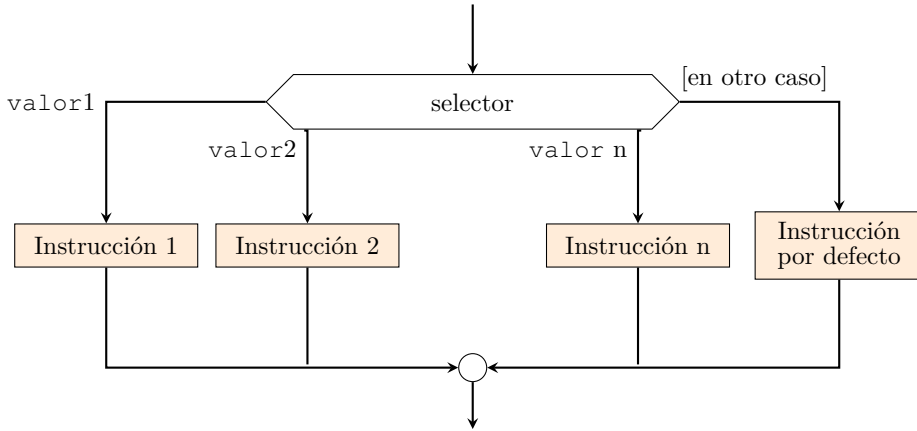 [en otro caso]
valor1
selector
valor2
valor n
Instrucción 1
Instrucción 2
Instrucción n
Instrucción
por defecto